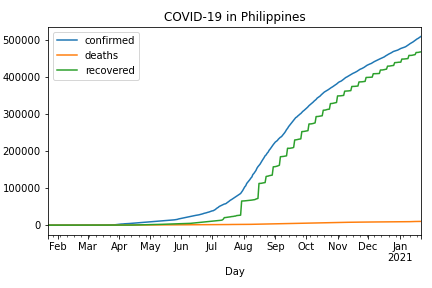 COVID-19 in Philippines
confirmed
deaths
recovered
500000
400000
300000
200000
100000
0
Feb Mar Apr May Jun Jul Aug Sep Oct Nov Dec Jan
2021
Day